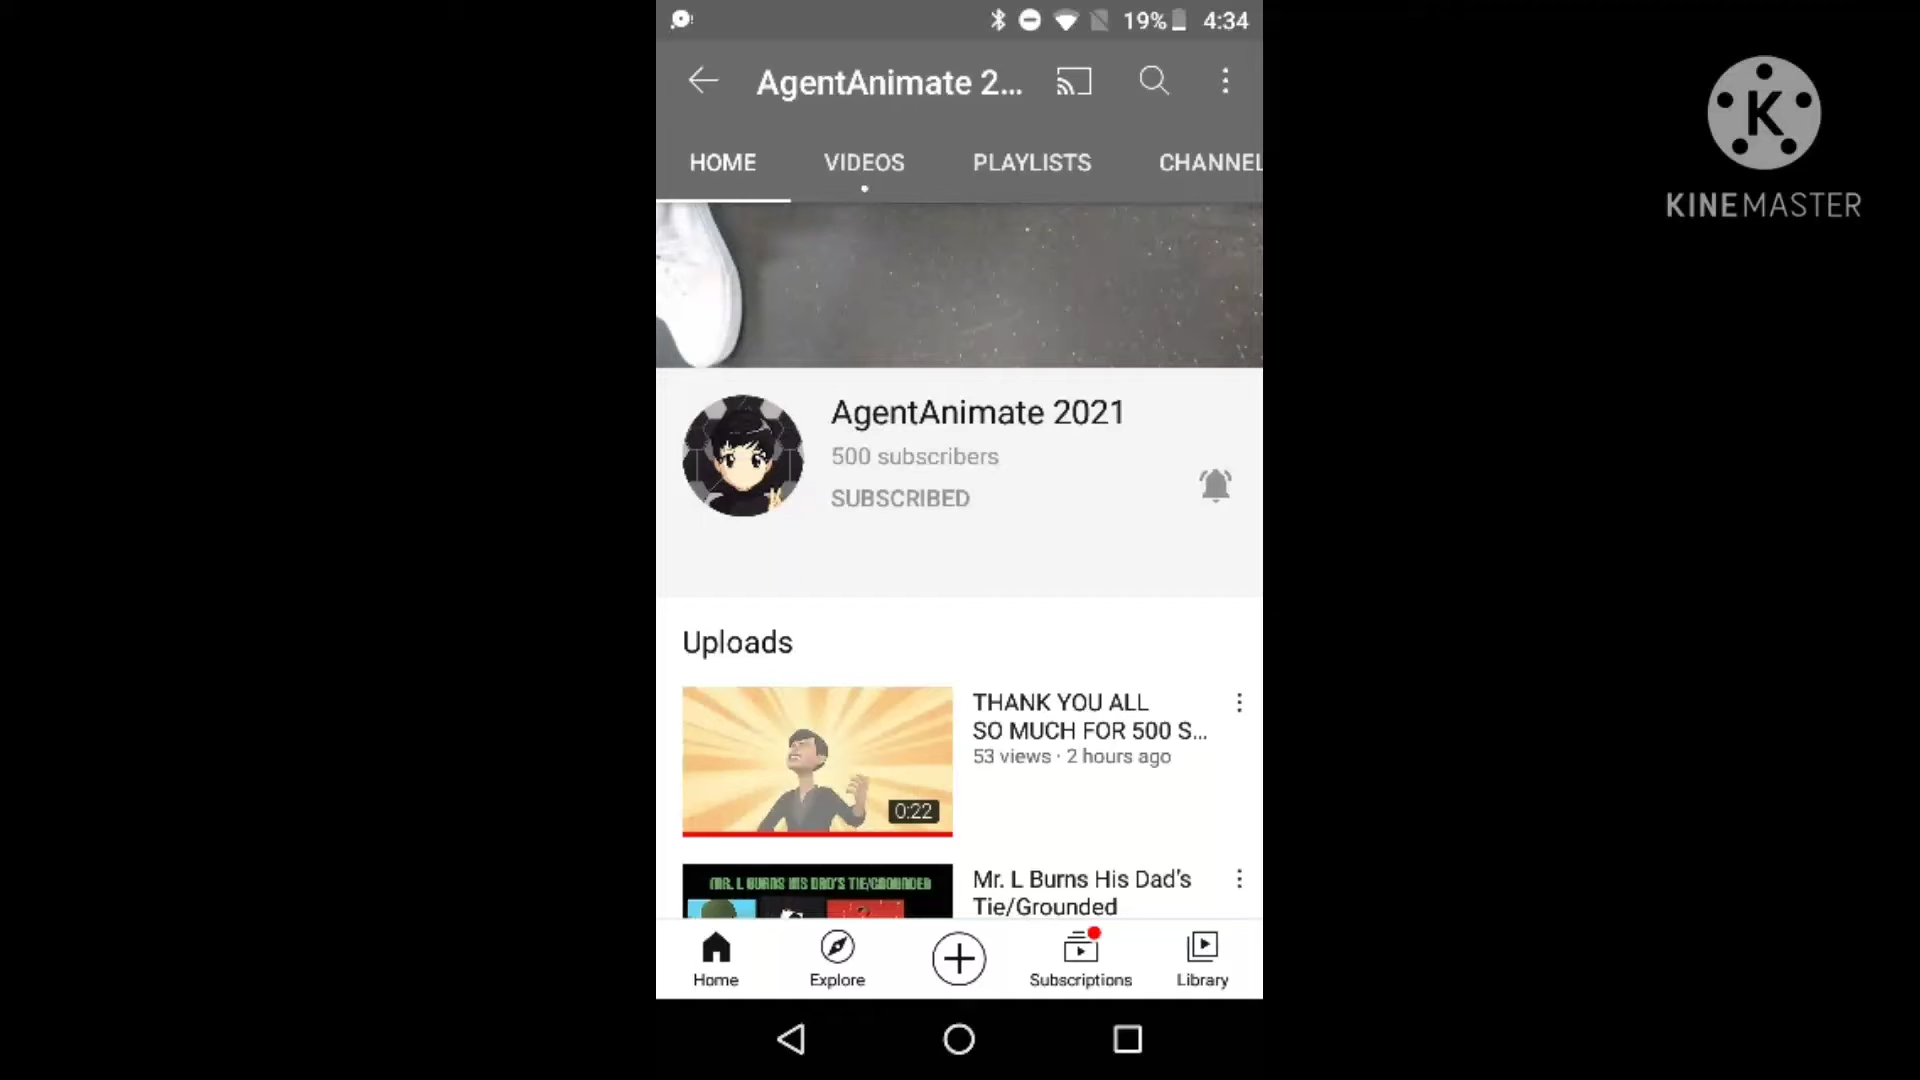 19% 4:34
AgentAnimate 2...
HOME VIDEOS PLAYLISTS CHANNEL
K
KINEMASTER
AgentAnimate 2021
500 subscribers
SUBSCRIBED
Uploads
THANK YOU ALL
SO MUCH FOR 500 S...
53 views · 2 hours ago
0:22
MR. L BURNS HIS DAD'S TIE/GROUNDED
Mr. L Burns His Dad's
Tie/Grounded
Home Explore Subscriptions Library